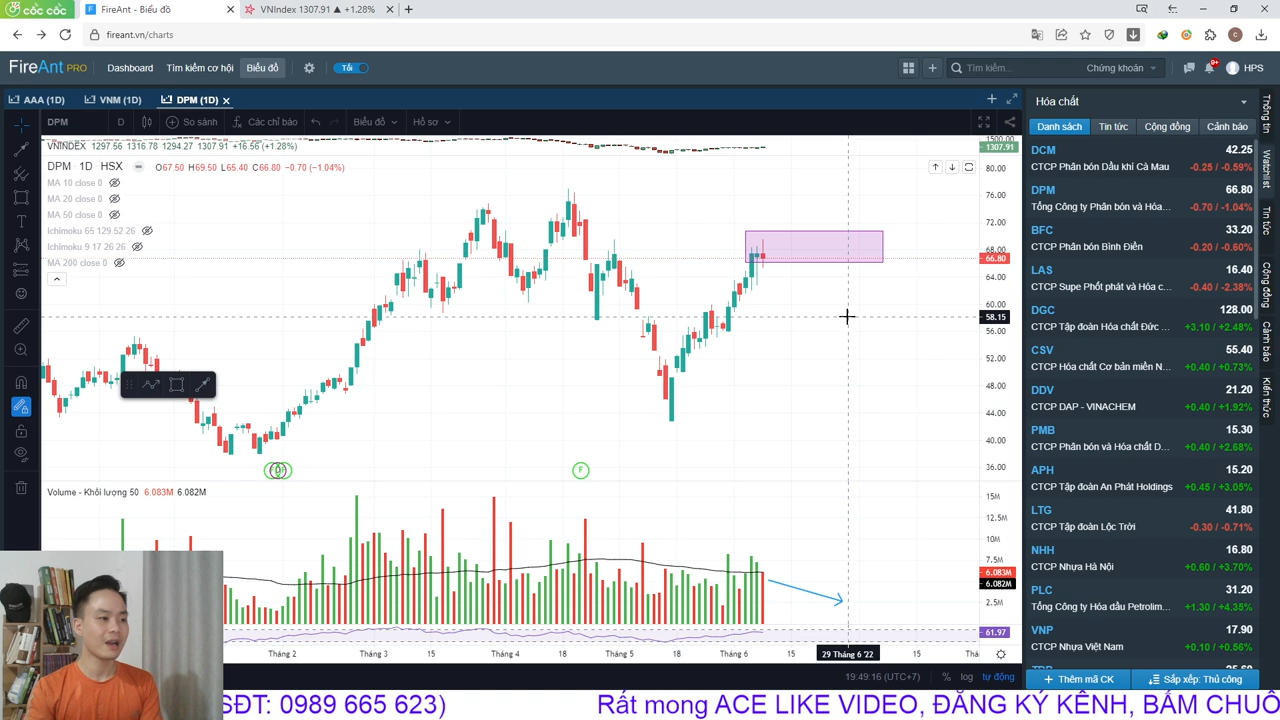 cốc cốc
FireAnt - Biểu đồ
VNIndex 1307.91 ▲ +1.28%
fireant.vn/charts
C
FireAnt PRO
Dashboard
Tìm kiếm cơ hội
Biểu đồ
Tối
Tìm kiếm...
Chứng khoán
9+
HPS
AAA (1D)
VNM (1D)
DPM (1D)
DPM
D
So sánh
Các chỉ báo
Biểu đồ
Hồ sơ
VNINDEX 1297.56 1316.78 1294.27 1307.91 +16.56 (+1.28%)
DPM 1D HSX
O67.50 H69.50 L65.40 C66.80 −0.70 (−1.04%)
MA 10 close 0
MA 20 close 0
MA 50 close 0
Ichimoku 65 129 52 26
Ichimoku 9 17 26 26
MA 200 close 0
1500.00
1307.91
80.00
76.00
72.00
68.00
66.80
64.00
60.00
58.15
56.00
52.00
48.00
44.00
40.00
36.00
F
Volume - Khối lượng 50 6.083M 6.082M
15M
12.5M
10M
7.5M
6.083M
6.082M
2.5M
61.97
Tháng 2
Tháng 3
15
Tháng 4
18
Tháng 5
18
Tháng 6
15
29 Tháng 6 '22
15
Thá
19:49:16 (UTC+7)
%
log
tự động
Hóa chất
Danh sách
Tin tức
Cộng đồng
Cảnh báo
DCM 42.25
CTCP Phân bón Dầu khí Cà Mau -0.25 / -0.59%
DPM 66.80
Tổng Công ty Phân bón và Hóa... -0.70 / -1.04%
BFC 33.20
CTCP Phân bón Bình Điền -0.20 / -0.60%
LAS 16.40
CTCP Supe Phốt phát và Hóa c... -0.40 / -2.38%
DGC 128.00
CTCP Tập đoàn Hóa chất Đức ... +3.10 / +2.48%
CSV 55.40
CTCP Hóa chất Cơ bản miền N... +0.40 / +0.73%
DDV 21.20
CTCP DAP - VINACHEM +0.40 / +1.92%
PMB 15.30
CTCP Phân bón và Hóa chất D... +0.40 / +2.68%
APH 15.20
CTCP Tập đoàn An Phát Holdings +0.45 / +3.05%
LTG 41.80
CTCP Tập đoàn Lộc Trời -0.30 / -0.71%
NHH 16.80
CTCP Nhựa Hà Nội +0.60 / +3.70%
PLC 31.20
Tổng Công ty Hóa dầu Petrolim... +1.30 / +4.35%
VNP 17.90
CTCP Nhựa Việt Nam +0.10 / +0.56%
Thêm mã CK
Sắp xếp: Thủ công
Thông tin
Watchlist
Tin tức
Cộng đồng
Cảnh báo
Kiến thức
SĐT: 0989 665 623)
Rất mong ACE LIKE VIDEO, ĐĂNG KÝ KÊNH, BẤM CHUÔ